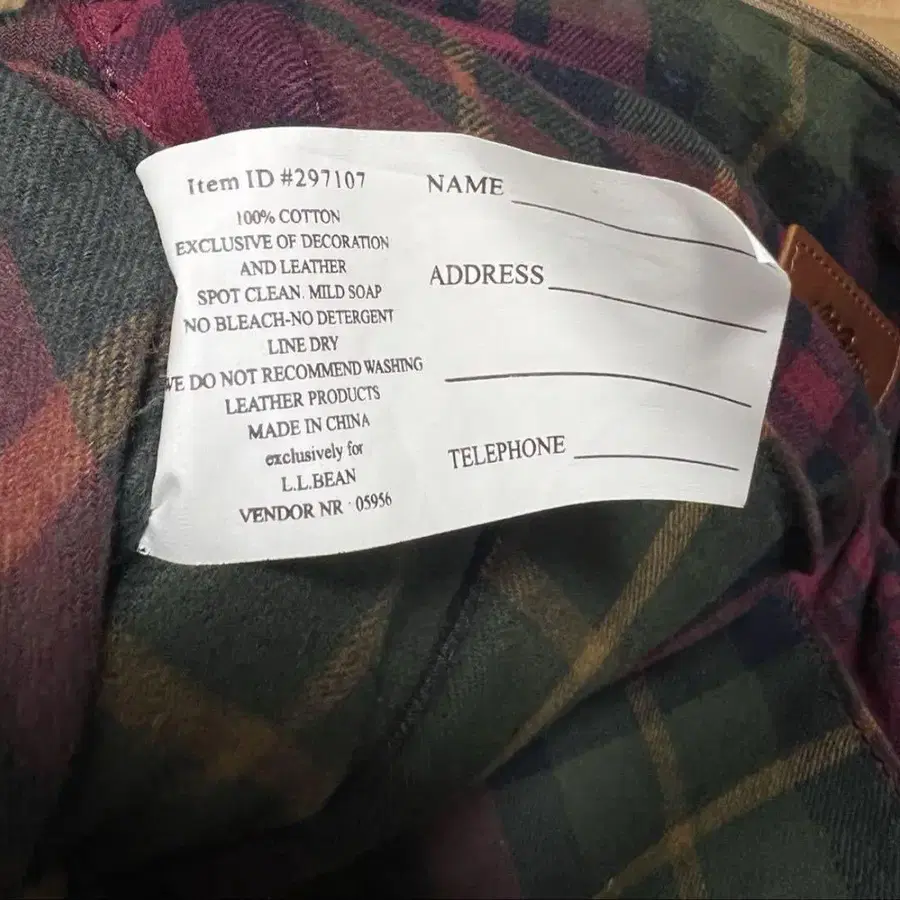 Item ID #297107
100% COTTON
EXCLUSIVE OF DECORATION
AND LEATHER
SPOT CLEAN. MILD SOAP
NO BLEACH-NO DETERGENT
LINE DRY
WE DO NOT RECOMMEND WASHING
LEATHER PRODUCTS
MADE IN CHINA
exclusively for
L.L.BEAN
VENDOR NR 05956
NAME
ADDRESS
TELEPHONE